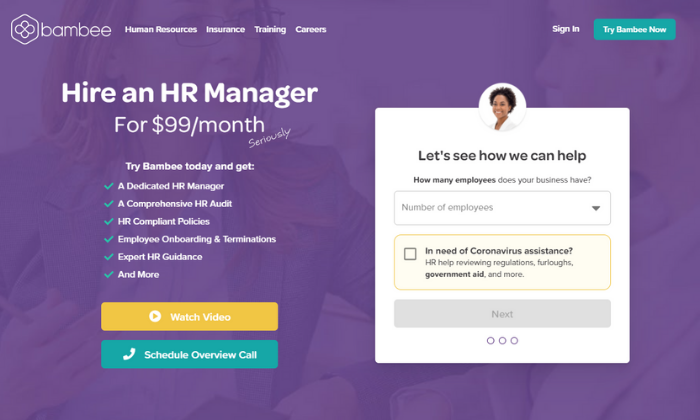 bambee
Human Resources Insurance Training Careers
Sign In
Try Bambee Now
Hire an HR Manager
For $99/month
Seriously
Try Bambee today and get:
A Dedicated HR Manager
A Comprehensive HR Audit
HR Compliant Policies
Employee Onboarding & Terminations
Expert HR Guidance
And More
Watch Video
Schedule Overview Call
Let's see how we can help
How many employees does your business have?
Number of employees
In need of Coronavirus assistance?
HR help reviewing regulations, furloughs,
government aid, and more.
Next